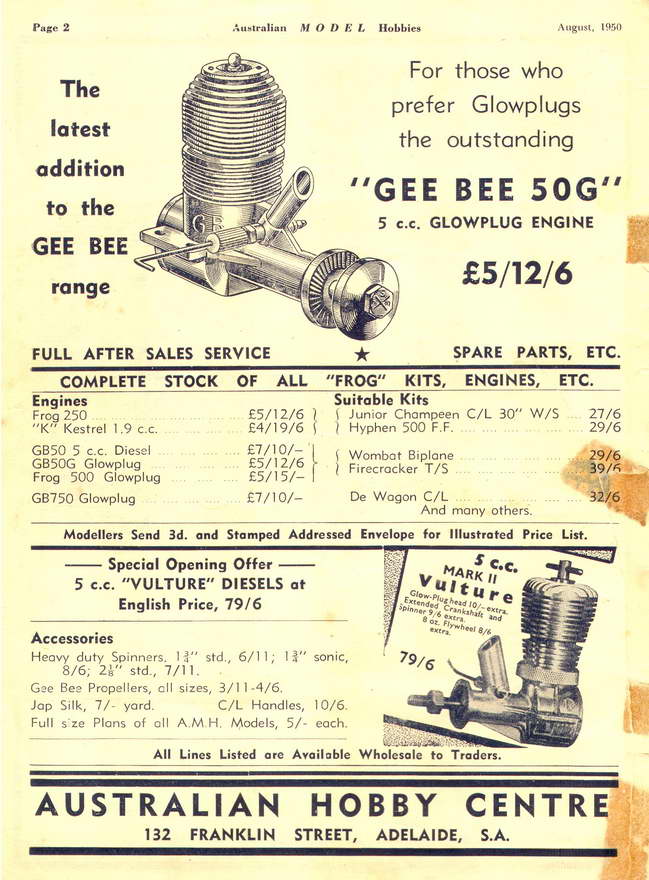 Page 2
Australian MODEL Hobbies
August, 1950
The
latest
addition
to the
GEE BEE
range
GB
For those who
prefer Glowplugs
the outstanding
"GEE BEE 50G"
5 c.c. GLOWPLUG ENGINE
£5/12/6
FULL AFTER SALES SERVICE ★ SPARE PARTS, ETC.
COMPLETE STOCK OF ALL "FROG" KITS, ENGINES, ETC.
Engines
Frog 250 £5/12/6
"K" Kestrel 1.9 c.c. £4/19/6
GB50 5 c.c. Diesel £7/10/–
GB50G Glowplug £5/12/6
Frog 500 Glowplug £5/15/–
GB750 Glowplug £7/10/–
Suitable Kits
Junior Champeen C/L 30" W/S 27/6
Hyphen 500 F.F. 29/6
Wombat Biplane 29/6
Firecracker T/S 39/6
De Wagon C/L 32/6
And many others.
Modellers Send 3d. and Stamped Addressed Envelope for Illustrated Price List.
Special Opening Offer
5 c.c. "VULTURE" DIESELS at
English Price, 79/6
Accessories
Heavy duty Spinners, 1¾" std., 6/11; 1¾" sonic,
8/6; 2⅛" std., 7/11.
Gee Bee Propellers, all sizes, 3/11-4/6.
Jap Silk, 7/- yard. C/L Handles, 10/6.
Full size Plans of all A.M.H. Models, 5/- each.
5 c.c.
MARK II
Vulture
Glow-Plug head 10/- extra.
Extended Crankshaft and
Spinner 9/6 extra.
8 oz. Flywheel 8/6
extra.
79/6
All Lines Listed are Available Wholesale to Traders.
AUSTRALIAN HOBBY CENTRE
132 FRANKLIN STREET, ADELAIDE, S.A.